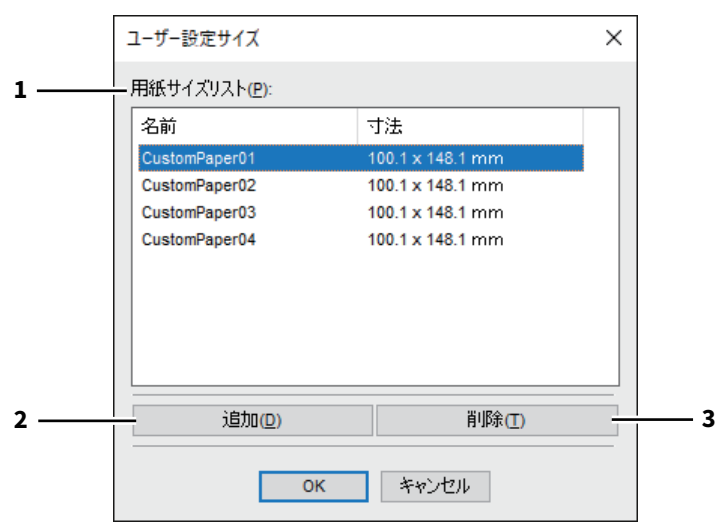 ユーザー設定サイズ
1
用紙サイズリスト(P):
名前 寸法
CustomPaper01 100.1 x 148.1 mm
CustomPaper02 100.1 x 148.1 mm
CustomPaper03 100.1 x 148.1 mm
CustomPaper04 100.1 x 148.1 mm
2 追加(D) 削除(T) 3
OK キャンセル